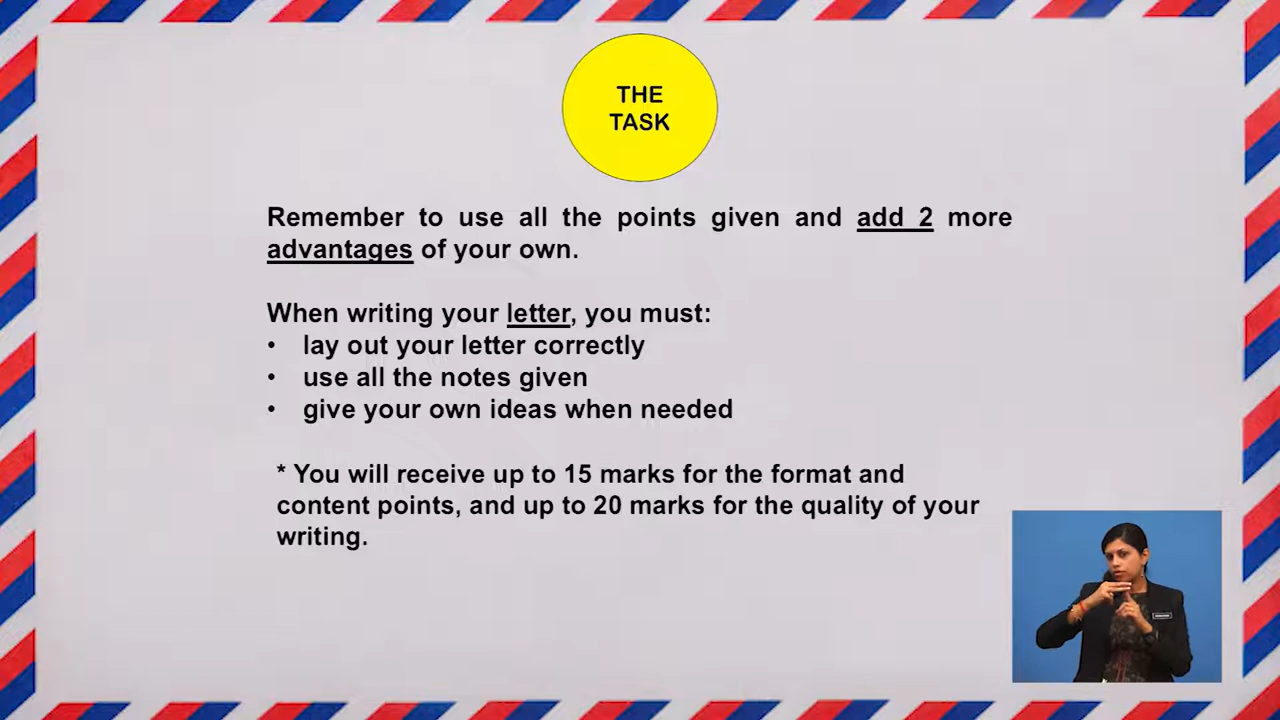 THE
TASK
Remember to use all the points given and add 2 more
advantages of your own.
When writing your letter, you must:
• lay out your letter correctly
• use all the notes given
• give your own ideas when needed
* You will receive up to 15 marks for the format and
content points, and up to 20 marks for the quality of your
writing.